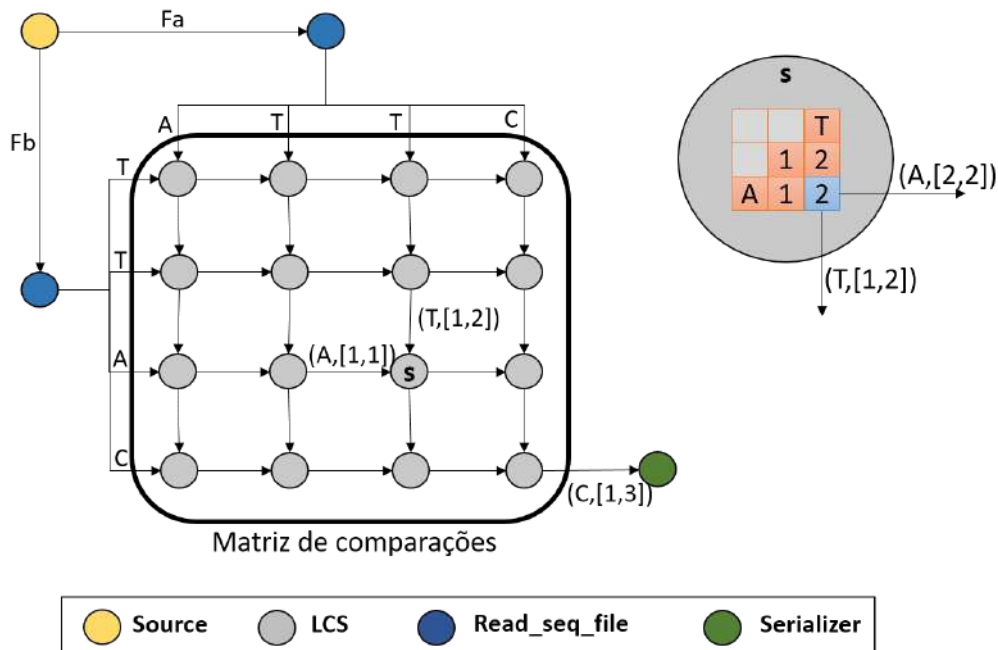 Fa
Fb
A T T C
T
T
A
C
(T,[1,2])
(A,[1,1])
s
(C,[1,3])
Matriz de comparações
s
T
1 2
A 1 2
(A,[2,2])
(T,[1,2])
Source LCS Read_seq_file Serializer